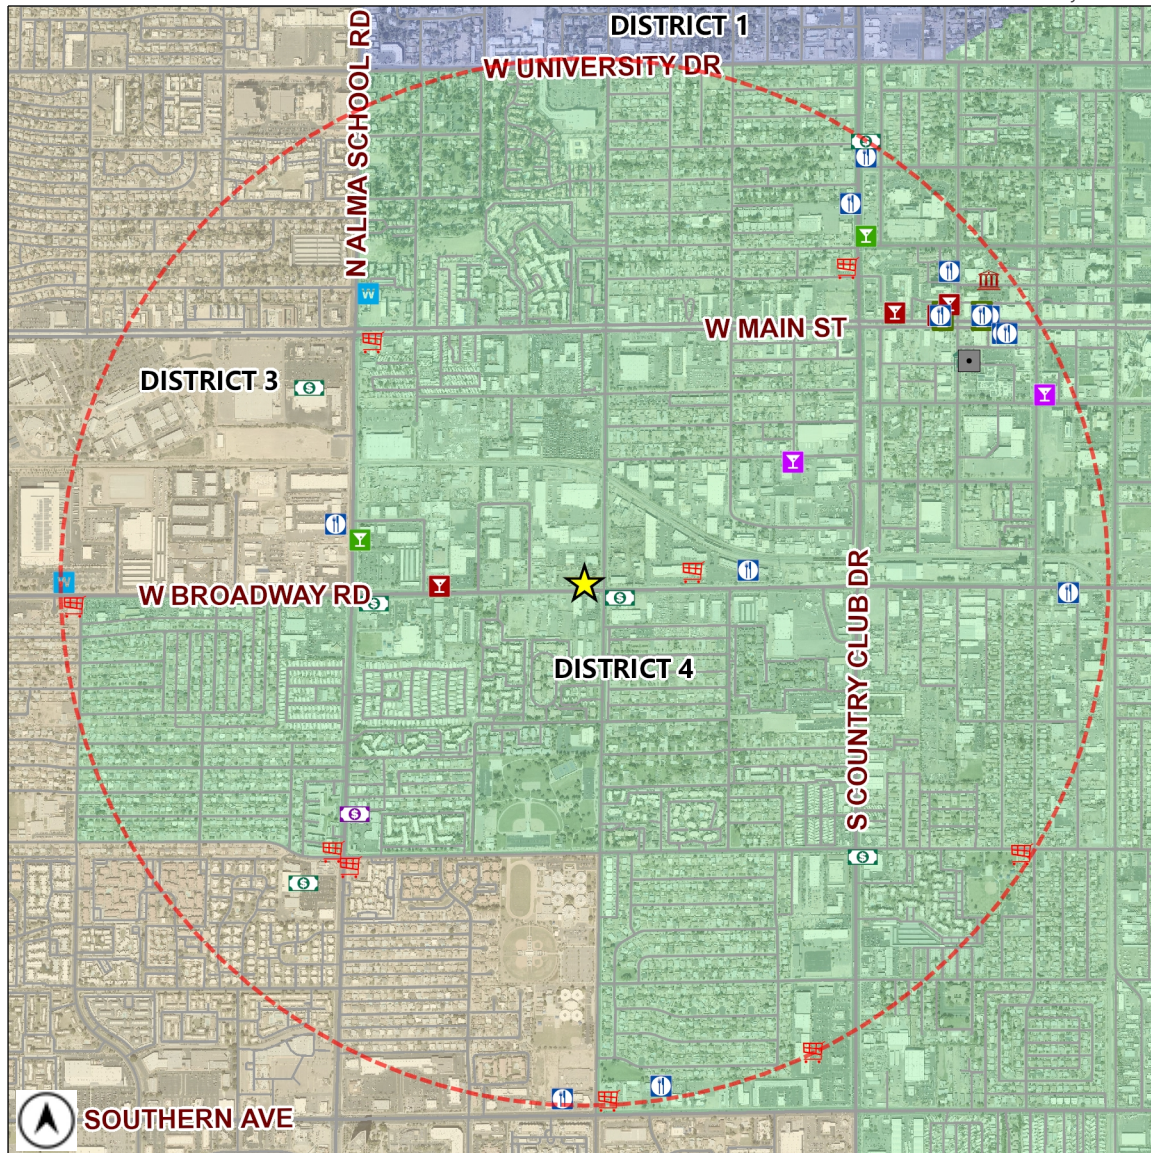 DISTRICT 1
W UNIVERSITY DR
N ALMA SCHOOL RD
W MAIN ST
DISTRICT 3
W BROADWAY RD
S COUNTRY CLUB DR
DISTRICT 4
SOUTHERN AVE